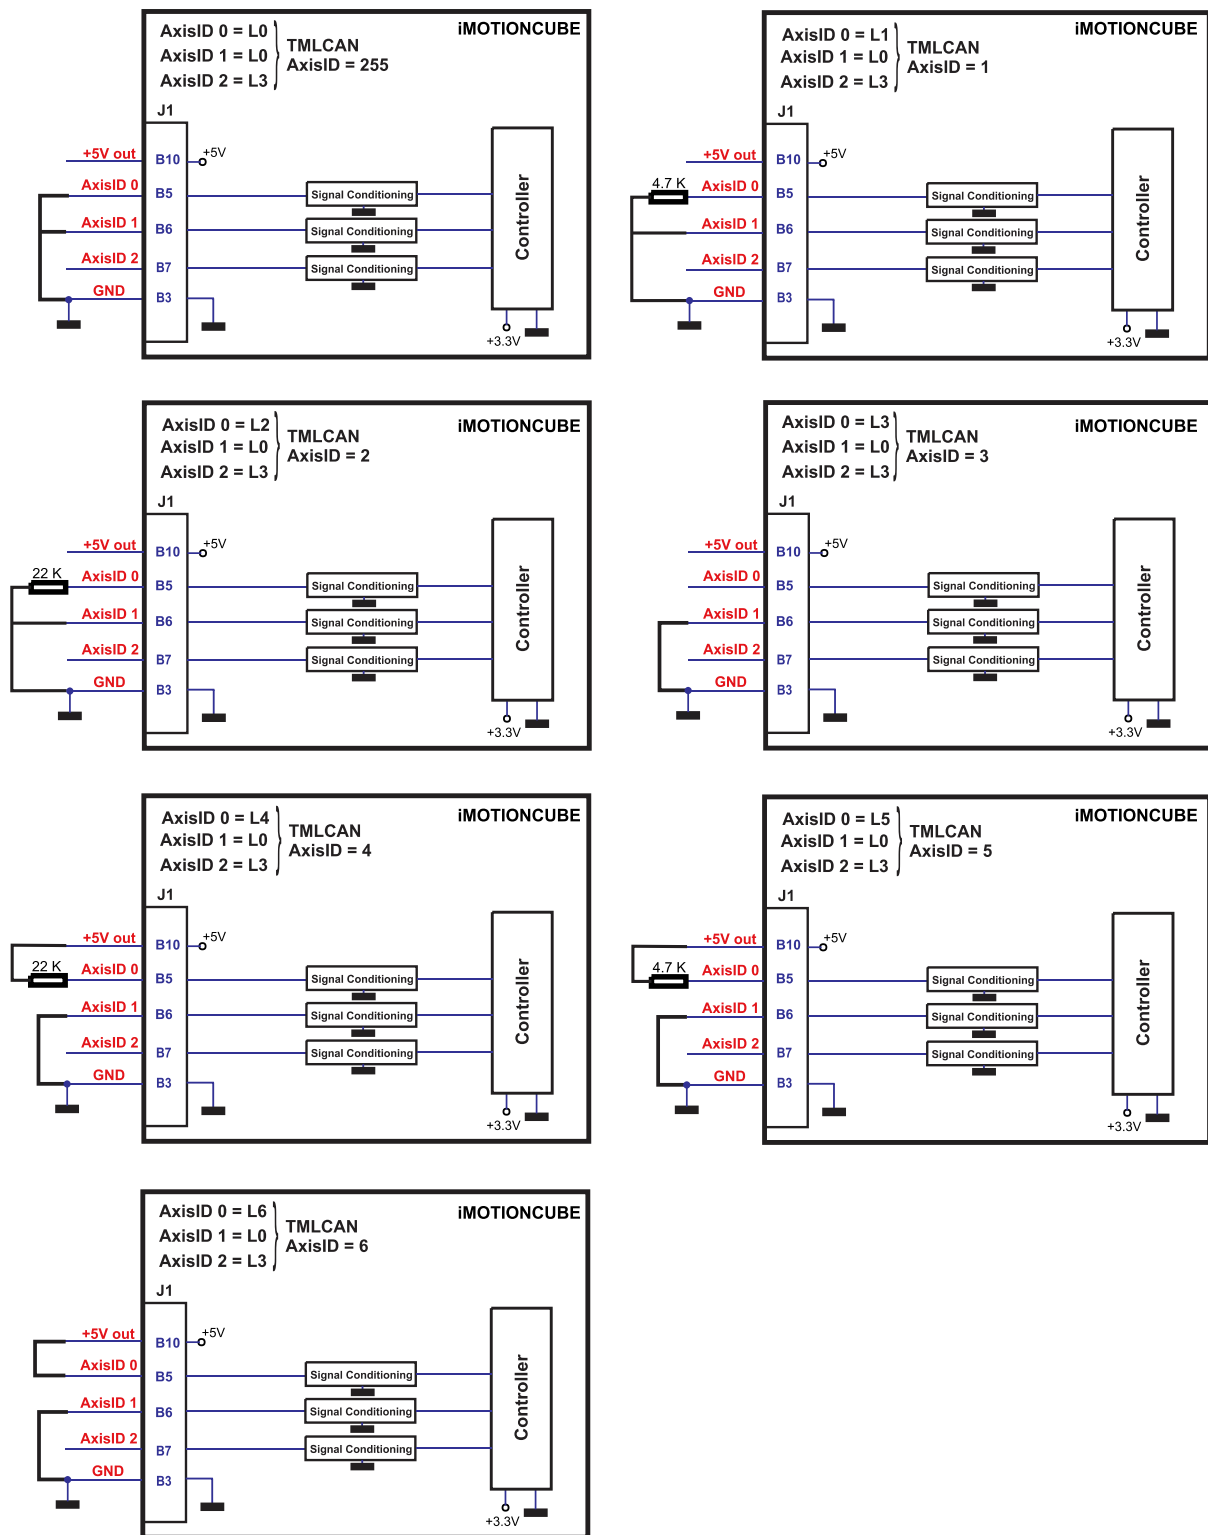 AxisID 0 = L0
AxisID 1 = L0
AxisID 2 = L3
TMLCAN
AxisID = 255
iMOTIONCUBE
J1
+5V out
B10
+5V
AxisID 0
B5
Signal Conditioning
AxisID 1
B6
Signal Conditioning
AxisID 2
B7
Signal Conditioning
GND
B3
Controller
+3.3V
AxisID 0 = L1
AxisID 1 = L0
AxisID 2 = L3
TMLCAN
AxisID = 1
iMOTIONCUBE
J1
+5V out
B10
+5V
4.7 K
AxisID 0
B5
Signal Conditioning
AxisID 1
B6
Signal Conditioning
AxisID 2
B7
Signal Conditioning
GND
B3
Controller
+3.3V
AxisID 0 = L2
AxisID 1 = L0
AxisID 2 = L3
TMLCAN
AxisID = 2
iMOTIONCUBE
J1
+5V out
B10
+5V
22 K
AxisID 0
B5
Signal Conditioning
AxisID 1
B6
Signal Conditioning
AxisID 2
B7
Signal Conditioning
GND
B3
Controller
+3.3V
AxisID 0 = L3
AxisID 1 = L0
AxisID 2 = L3
TMLCAN
AxisID = 3
iMOTIONCUBE
J1
+5V out
B10
+5V
AxisID 0
B5
Signal Conditioning
AxisID 1
B6
Signal Conditioning
AxisID 2
B7
Signal Conditioning
GND
B3
Controller
+3.3V
AxisID 0 = L4
AxisID 1 = L0
AxisID 2 = L3
TMLCAN
AxisID = 4
iMOTIONCUBE
J1
+5V out
B10
+5V
22 K
AxisID 0
B5
Signal Conditioning
AxisID 1
B6
Signal Conditioning
AxisID 2
B7
Signal Conditioning
GND
B3
Controller
+3.3V
AxisID 0 = L5
AxisID 1 = L0
AxisID 2 = L3
TMLCAN
AxisID = 5
iMOTIONCUBE
J1
+5V out
B10
+5V
4.7 K
AxisID 0
B5
Signal Conditioning
AxisID 1
B6
Signal Conditioning
AxisID 2
B7
Signal Conditioning
GND
B3
Controller
+3.3V
AxisID 0 = L6
AxisID 1 = L0
AxisID 2 = L3
TMLCAN
AxisID = 6
iMOTIONCUBE
J1
+5V out
B10
+5V
AxisID 0
B5
Signal Conditioning
AxisID 1
B6
Signal Conditioning
AxisID 2
B7
Signal Conditioning
GND
B3
Controller
+3.3V